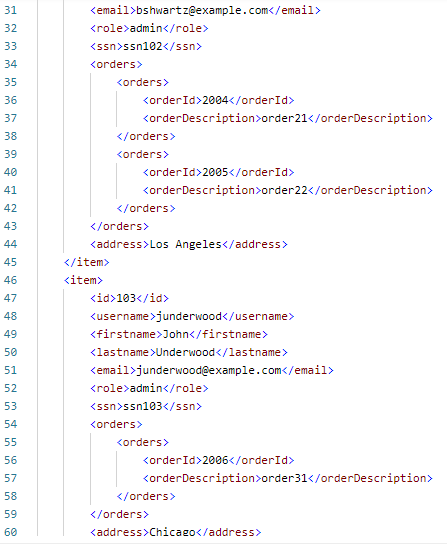 31 <email>bshwartz@example.com</email>
32 <role>admin</role>
33 <ssn>ssn102</ssn>
34 <orders>
35 <orders>
36 <orderId>2004</orderId>
37 <orderDescription>order21</orderDescription>
38 </orders>
39 <orders>
40 <orderId>2005</orderId>
41 <orderDescription>order22</orderDescription>
42 </orders>
43 </orders>
44 <address>Los Angeles</address>
45 </item>
46 <item>
47 <id>103</id>
48 <username>junderwood</username>
49 <firstname>John</firstname>
50 <lastname>Underwood</lastname>
51 <email>junderwood@example.com</email>
52 <role>admin</role>
53 <ssn>ssn103</ssn>
54 <orders>
55 <orders>
56 <orderId>2006</orderId>
57 <orderDescription>order31</orderDescription>
58 </orders>
59 </orders>
60 <address>Chicago</address>